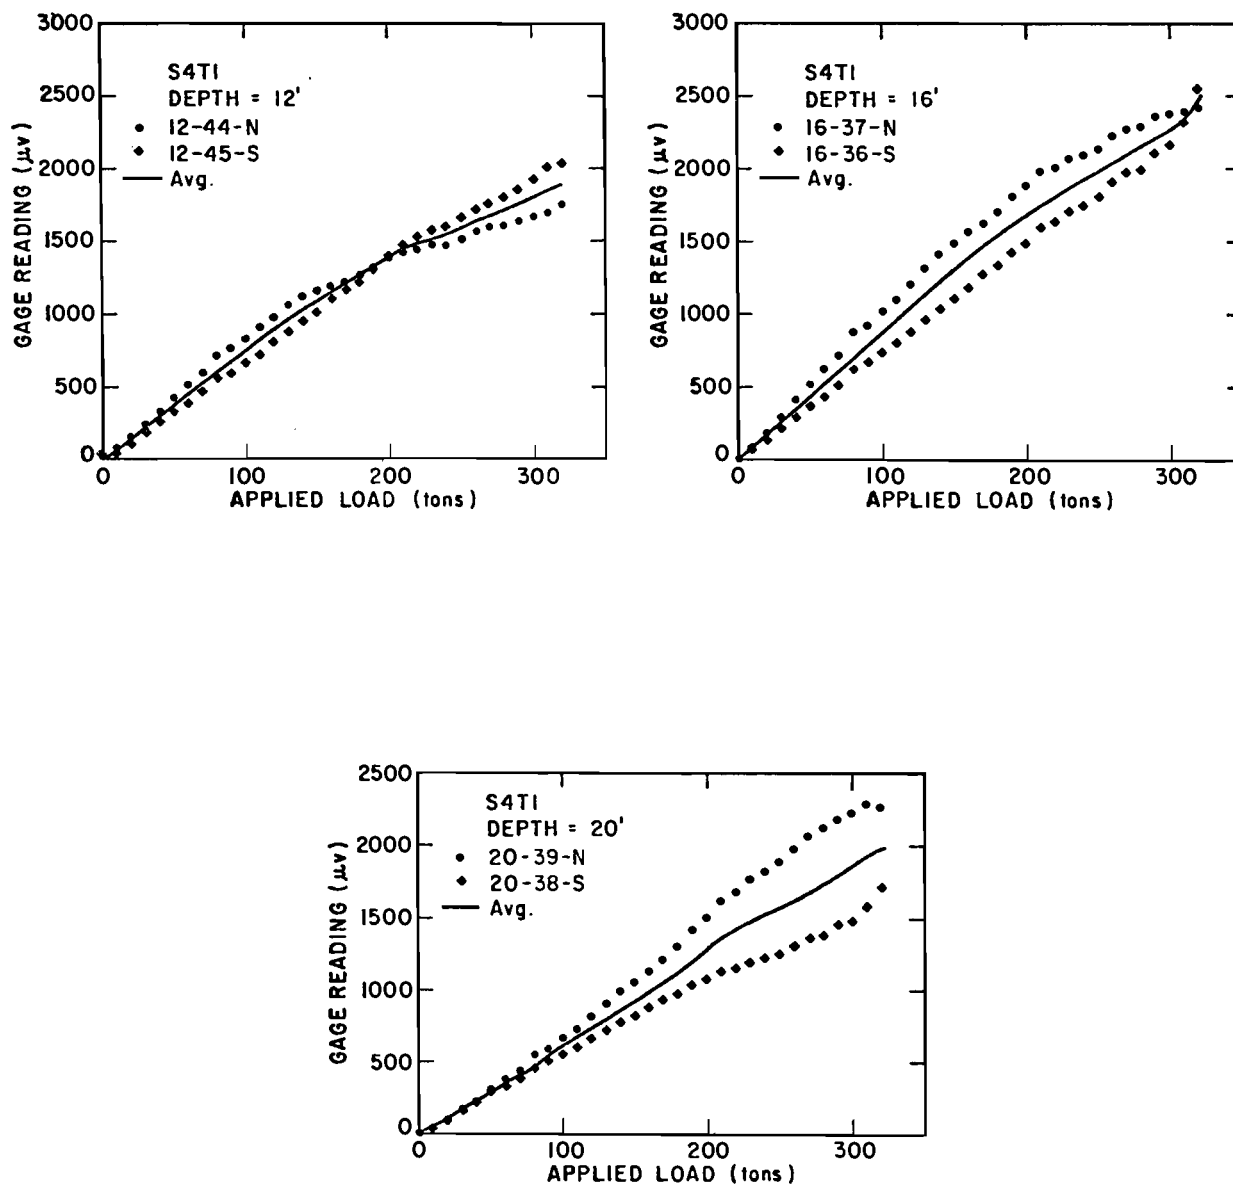 3000
2500
2000
1500
1000
500
0
GAGE READING (μv)
S4T1
DEPTH = 12'
12-44-N
12-45-S
Avg.
0 100 200 300
APPLIED LOAD (tons)
3000
2500
2000
1500
1000
500
0
GAGE READING (μv)
S4T1
DEPTH = 16'
16-37-N
16-36-S
Avg.
0 100 200 300
APPLIED LOAD (tons)
2500
2000
1500
1000
500
0
GAGE READING (μv)
S4T1
DEPTH = 20'
20-39-N
20-38-S
Avg.
0 100 200 300
APPLIED LOAD (tons)